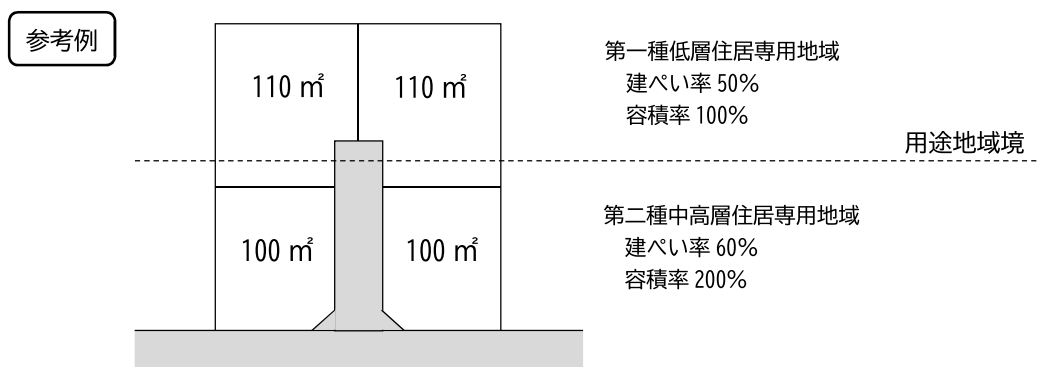 参考例
110 ㎡
110 ㎡
第一種低層住居専用地域
建ぺい率 50%
容積率 100%
用途地域境
100 ㎡
100 ㎡
第二種中高層住居専用地域
建ぺい率 60%
容積率 200%